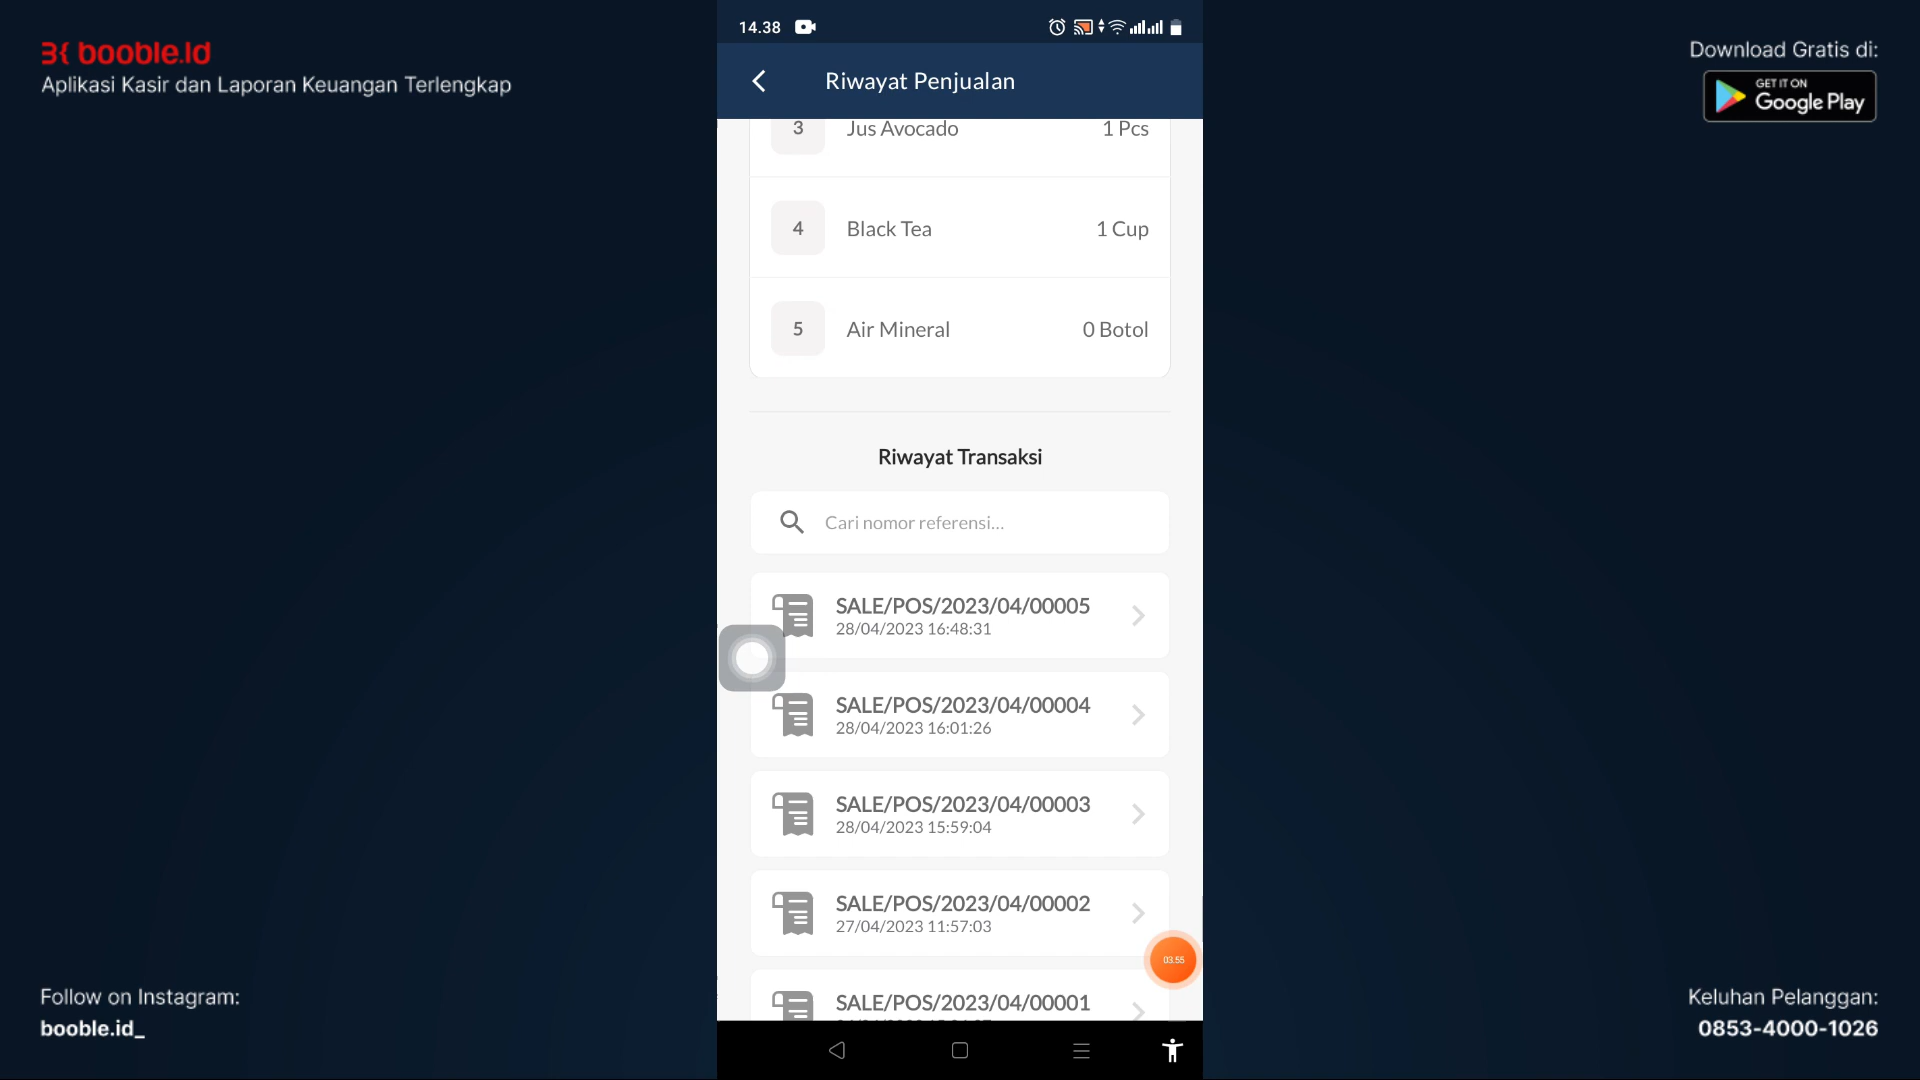 booble.id
Aplikasi Kasir dan Laporan Keuangan Terlengkap
Download Gratis di:
GET IT ON
Google Play
14.38
Riwayat Penjualan
3 Jus Avocado 1 Pcs
4 Black Tea 1 Cup
5 Air Mineral 0 Botol
Riwayat Transaksi
Cari nomor referensi...
SALE/POS/2023/04/00005
28/04/2023 16:48:31
SALE/POS/2023/04/00004
28/04/2023 16:01:26
SALE/POS/2023/04/00003
28/04/2023 15:59:04
SALE/POS/2023/04/00002
27/04/2023 11:57:03
03.55
SALE/POS/2023/04/00001
Follow on Instagram:
booble.id_
Keluhan Pelanggan:
0853-4000-1026